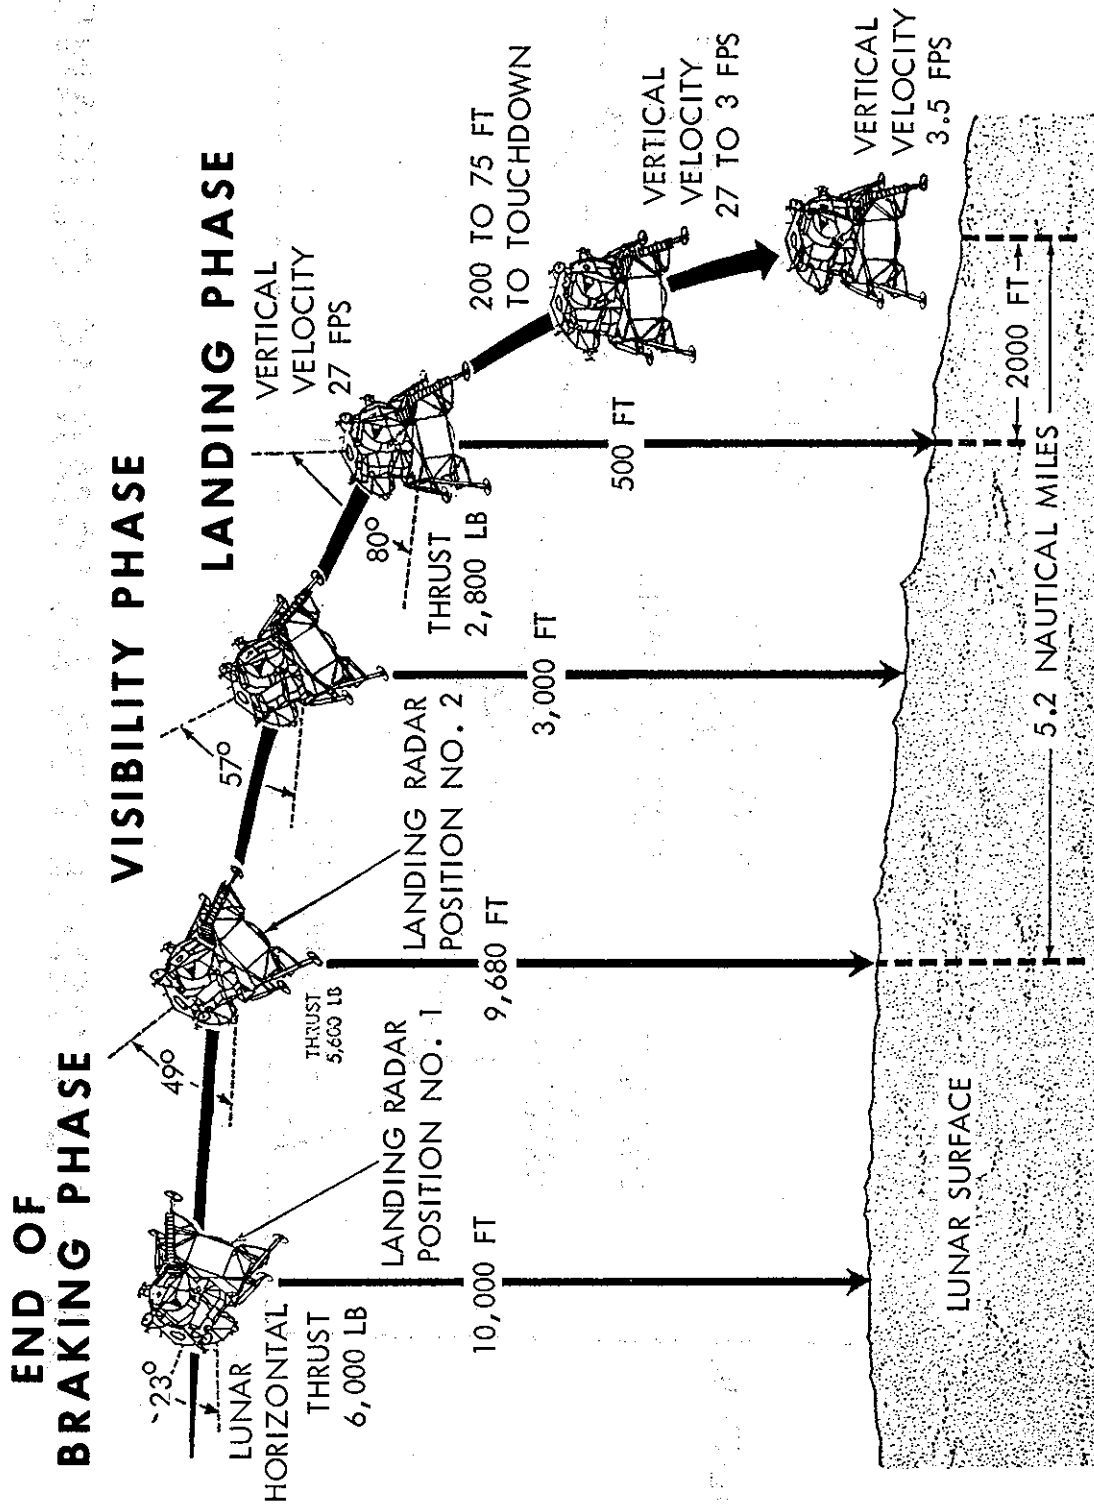 END OF
BRAKING PHASE
VISIBILITY PHASE
LANDING PHASE
23°
LUNAR
HORIZONTAL
THRUST
6,000 LB
LANDING RADAR
POSITION NO. 1
10,000 FT
49°
THRUST
5,600 LB
LANDING RADAR
POSITION NO. 2
9,680 FT
57°
3,000 FT
VERTICAL
VELOCITY
27 FPS
80°
THRUST
2,800 LB
500 FT
200 TO 75 FT
TO TOUCHDOWN
VERTICAL
VELOCITY
27 TO 3 FPS
VERTICAL
VELOCITY
3.5 FPS
2000 FT
5.2 NAUTICAL MILES
LUNAR SURFACE